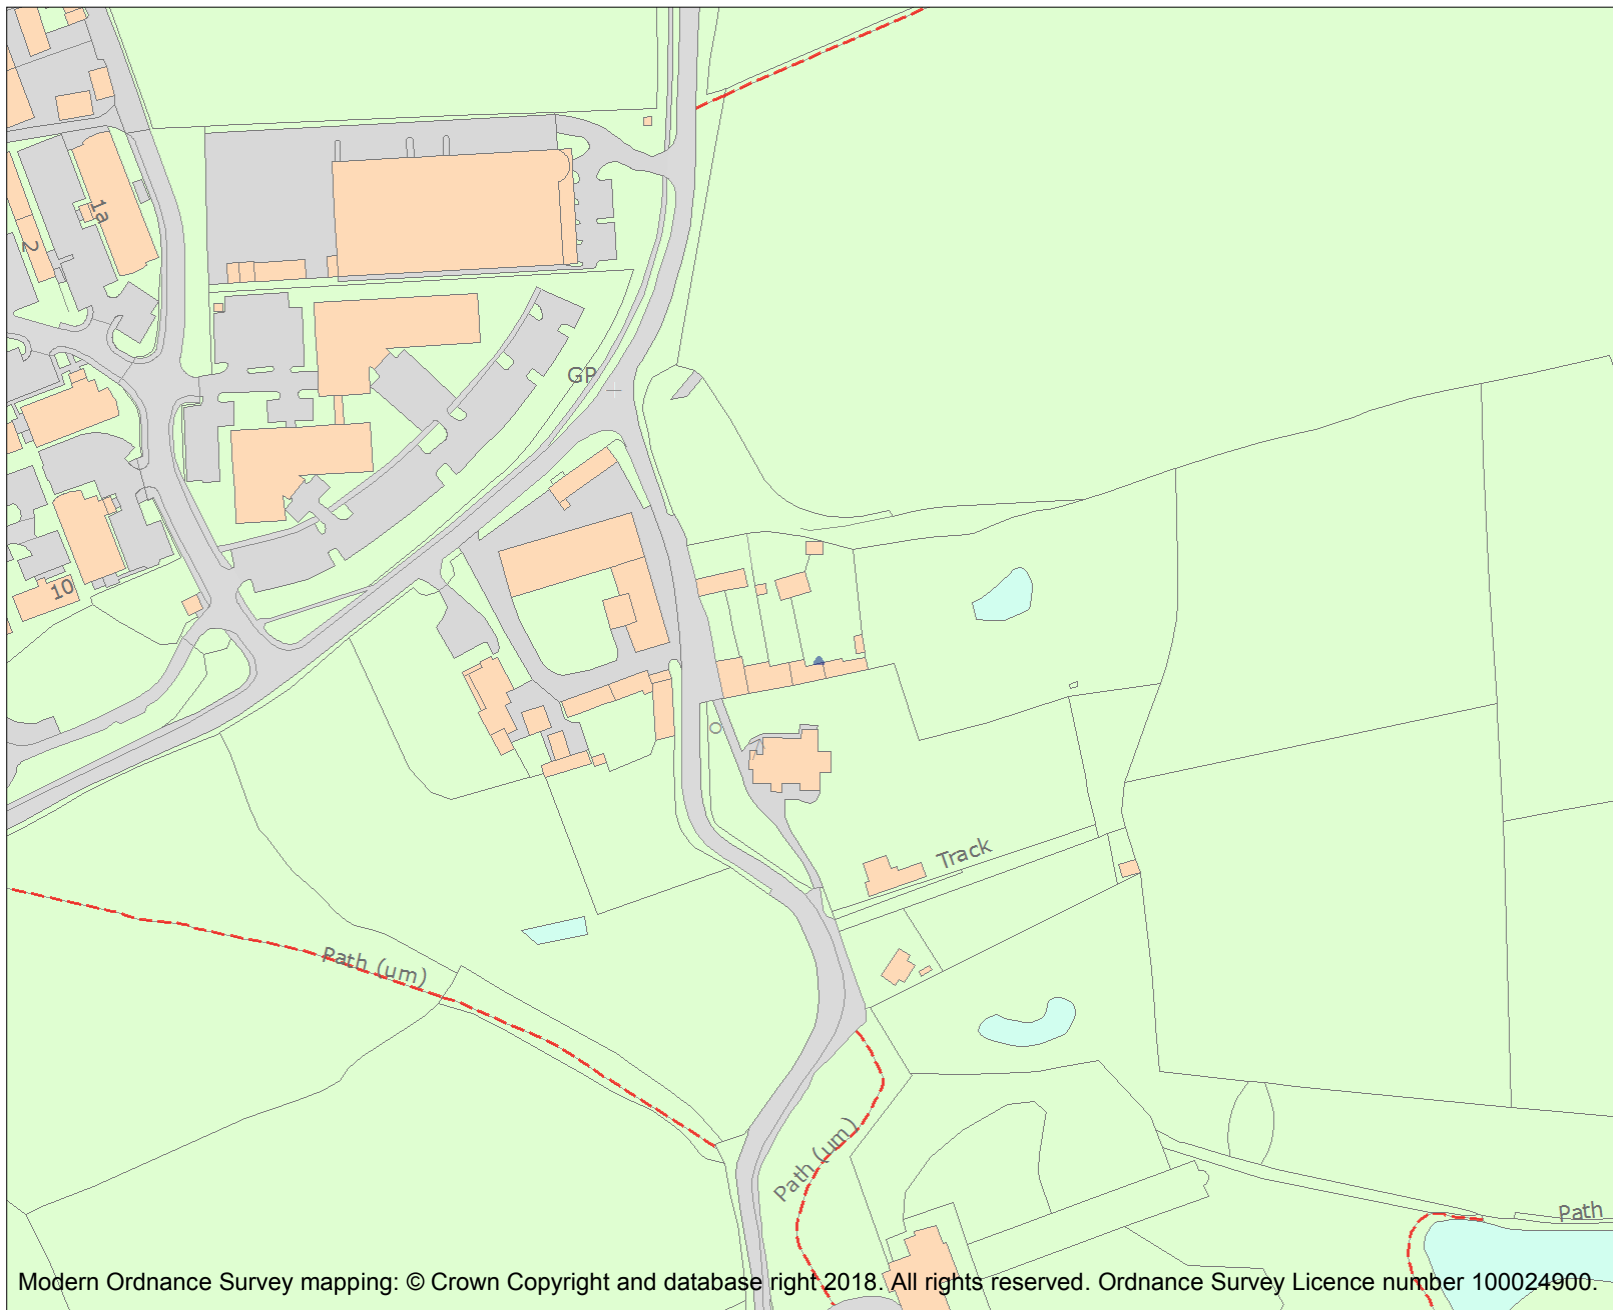 1a
2
GP
10
Track
Path (um)
Path (um)
Path
Modern Ordnance Survey mapping: © Crown Copyright and database right 2018. All rights reserved. Ordnance Survey Licence number 100024900.